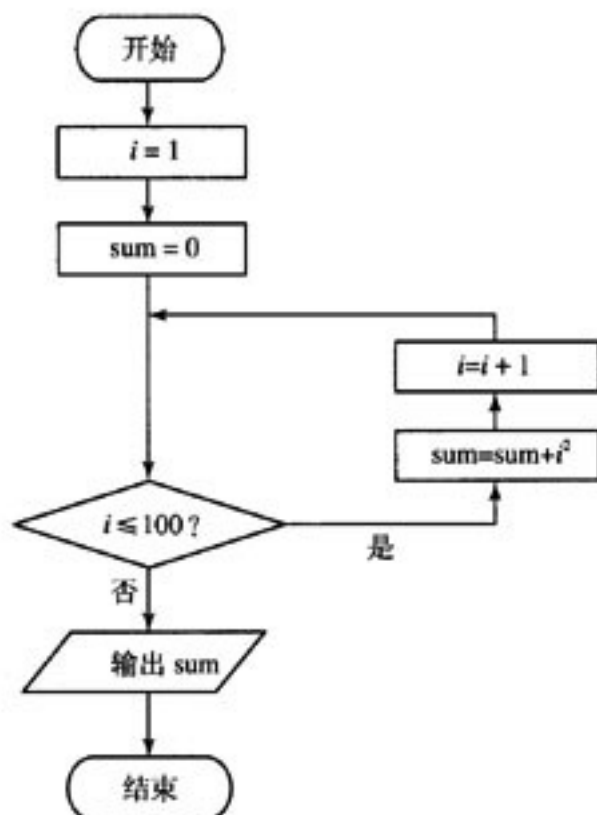 开始
i = 1
sum = 0
i=i + 1
sum=sum+i²
i ≤ 100？
是
否
输出 sum
结束